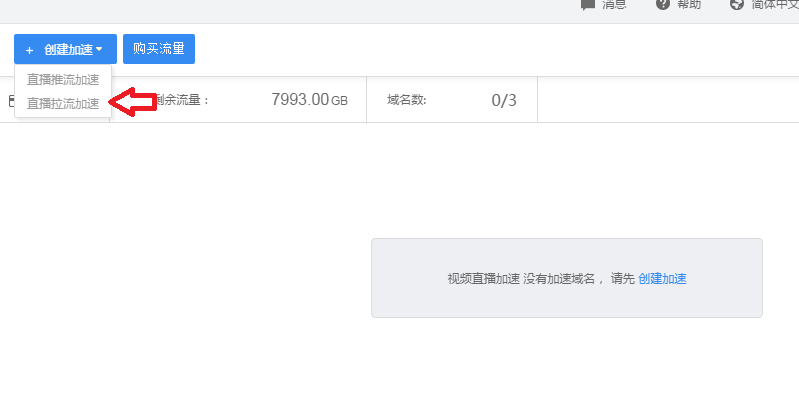 消息 帮助 简体中文
+ 创建加速 购买流量
直播推流加速
直播拉流加速
剩余流量： 7993.00 GB 域名数: 0/3
视频直播加速 没有加速域名， 请先 创建加速